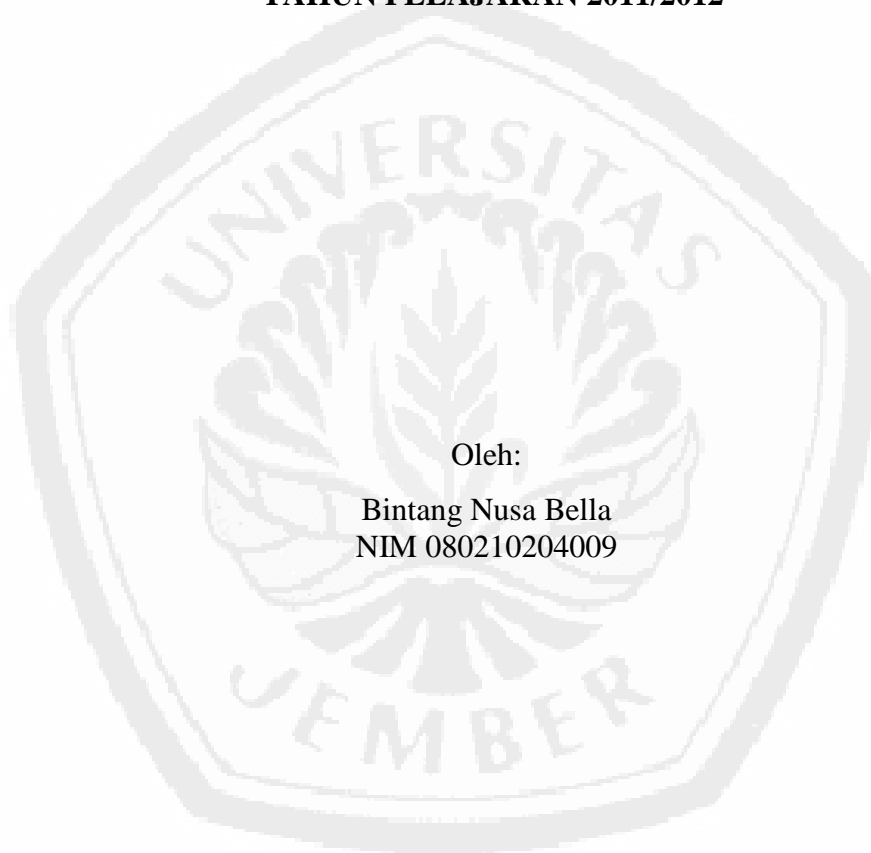 TAHUN PELAJARAN 2011/2012
UNIVERSITAS
Oleh:
Bintang Nusa Bella
NIM 080210204009
JEMBER